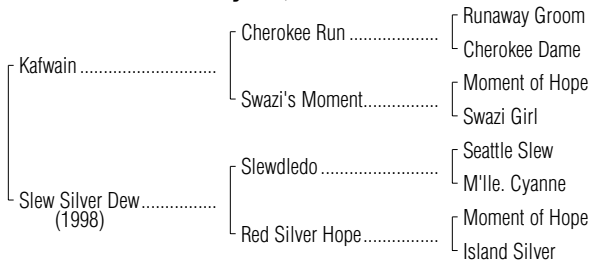 Runaway Groom
Cherokee Run ...................
Cherokee Dame
Kafwain .............................
Moment of Hope
Swazi's Moment................
Swazi Girl
Seattle Slew
Slewdledo .........................
M'lle. Cyanne
Slew Silver Dew................
(1998)
Moment of Hope
Red Silver Hope................
Island Silver